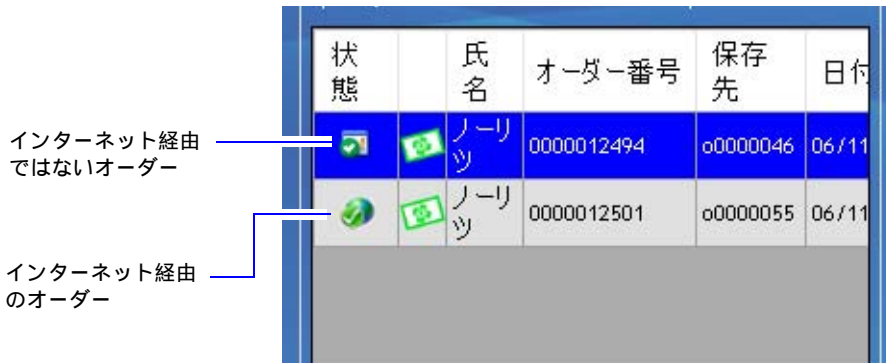 状
態
氏
名
オーダー番号
保存
先
日付
インターネット経由
ではないオーダー
ノーリ
ツ
0000012494
o0000046
06/11
ノーリ
ツ
0000012501
o0000055
06/11
インターネット経由
のオーダー